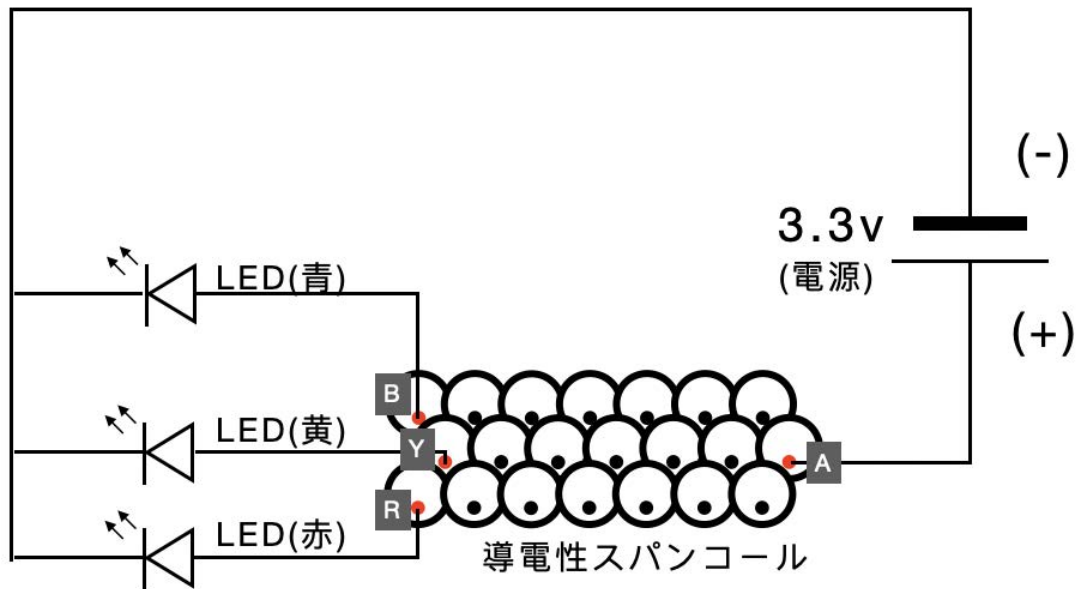 (-)
3.3v
(電源)
(+)
LED(青)
B
LED(黄)
Y
A
R
LED(赤)
導電性スパンコール